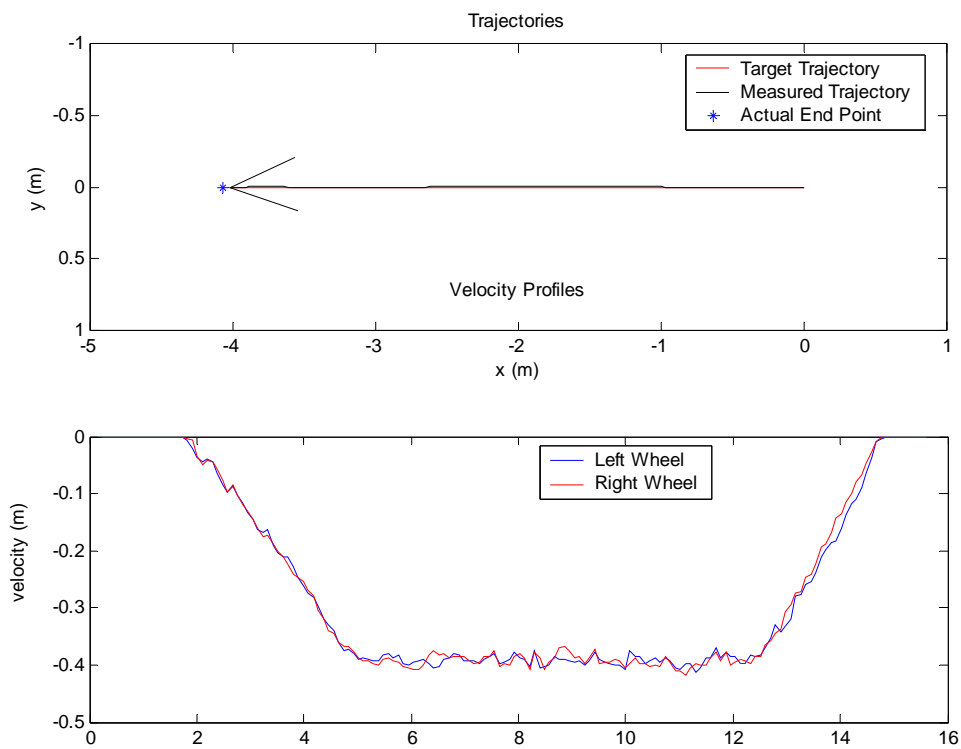 Trajectories
-1
-0.5
0
0.5
1
y (m)
Target Trajectory
Measured Trajectory
Actual End Point
Velocity Profiles
-5 -4 -3 -2 -1 0 1
x (m)
0
-0.1
-0.2
-0.3
-0.4
-0.5
velocity (m)
Left Wheel
Right Wheel
0 2 4 6 8 10 12 14 16